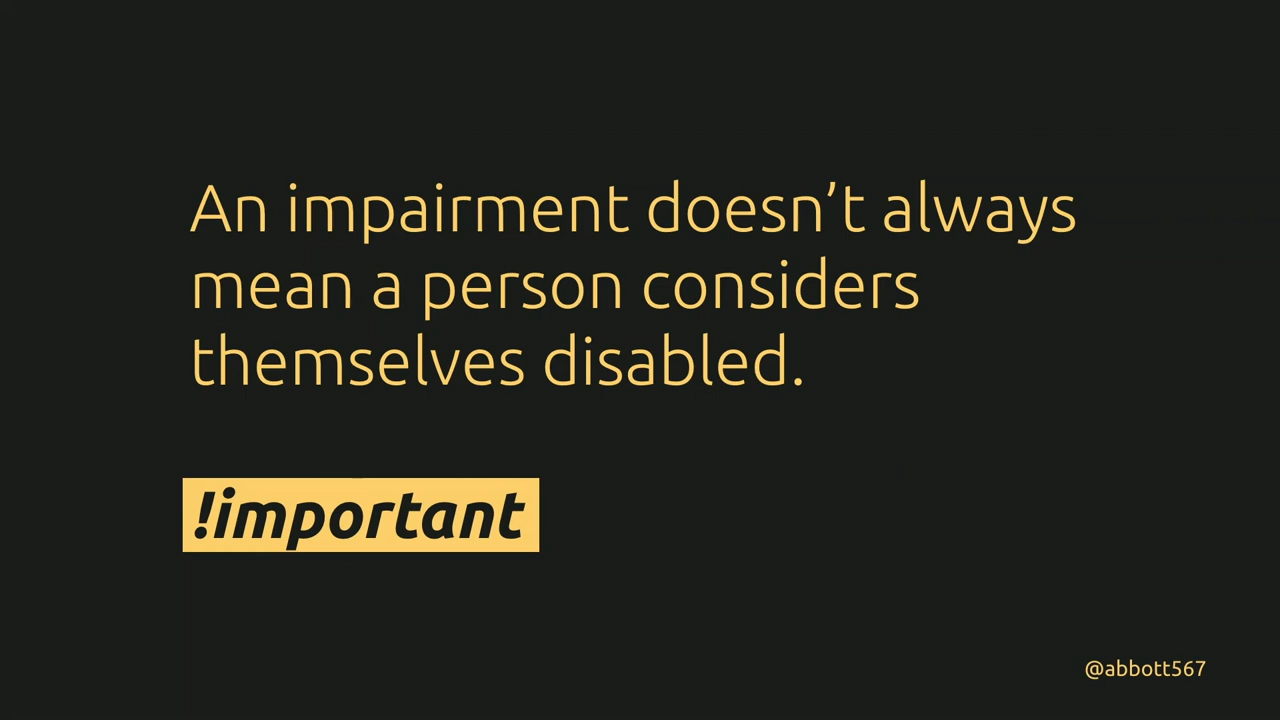 An impairment doesn’t always
mean a person considers
themselves disabled.
!important
@abbott567